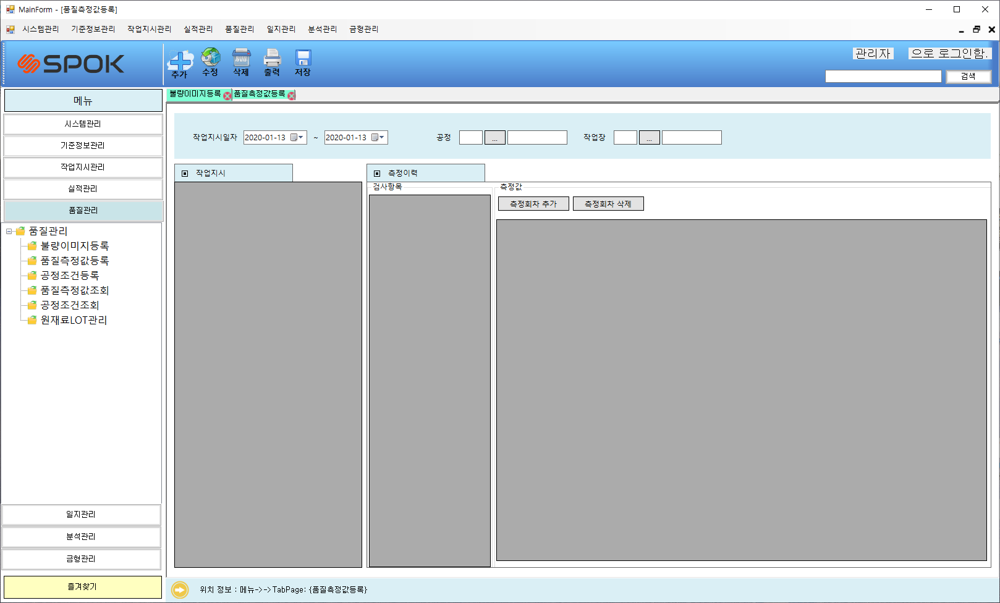 MainForm - [품질측정값등록]
시스템관리 기준정보관리 작업지시관리 실적관리 품질관리 일지관리 분석관리 금형관리
SPOK
추가 수정 삭제 출력 저장
관리자 으로 로그인함.
검색
메뉴
시스템관리
기준정보관리
작업지시관리
실적관리
품질관리
품질관리
불량이미지등록
품질측정값등록
공정조건등록
품질측정값조회
공정조건조회
원재료LOT관리
일지관리
분석관리
금형관리
즐겨찾기
불량이미지등록 품질측정값등록
작업지시일자 2020-01-13 ~ 2020-01-13 공정 ... 작업장 ...
작업지시
측정이력
검사항목
측정값
측정회차 추가 측정회차 삭제
위치 정보 : 메뉴->->TabPage: {품질측정값등록}